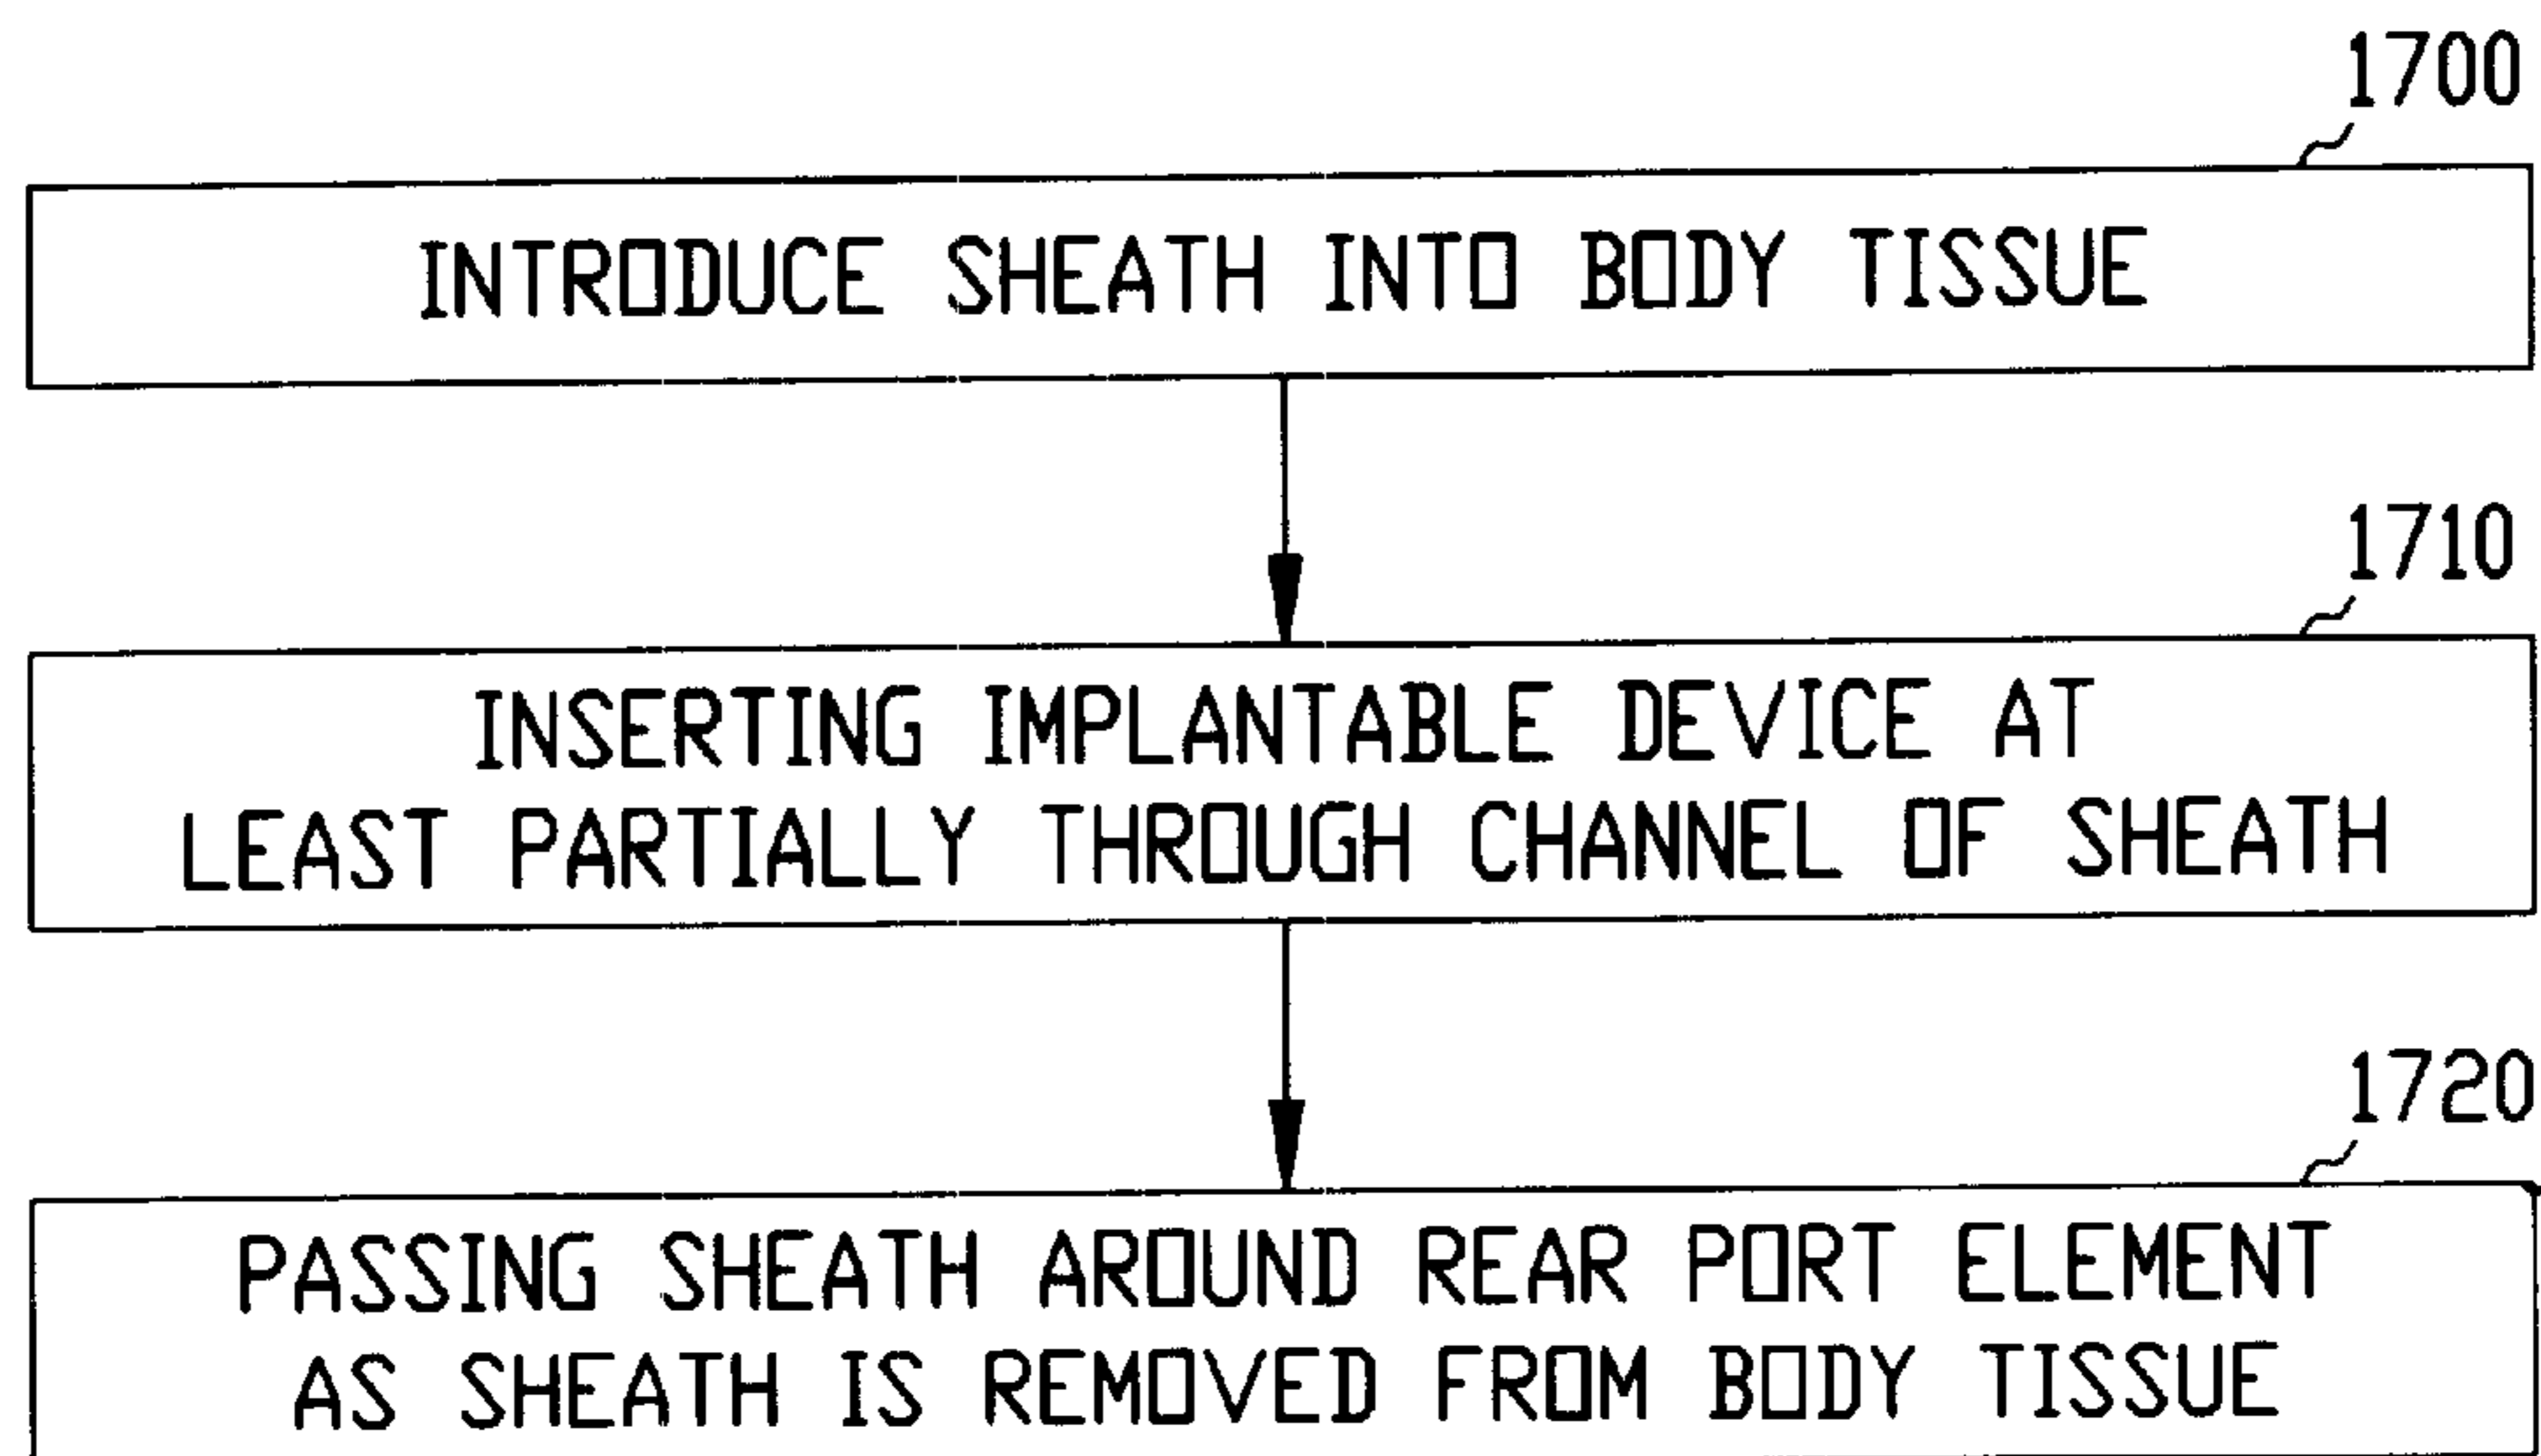 1700
INTRODUCE SHEATH INTO BODY TISSUE
1710
INSERTING IMPLANTABLE DEVICE AT
LEAST PARTIALLY THROUGH CHANNEL OF SHEATH
1720
PASSING SHEATH AROUND REAR PORT ELEMENT
AS SHEATH IS REMOVED FROM BODY TISSUE